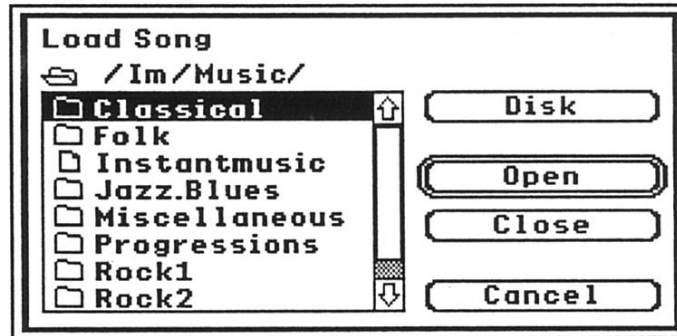 Load Song
/Im/Music/
Classical
Folk
Instantmusic
Jazz.Blues
Miscellaneous
Progressions
Rock1
Rock2
Disk
Open
Close
Cancel